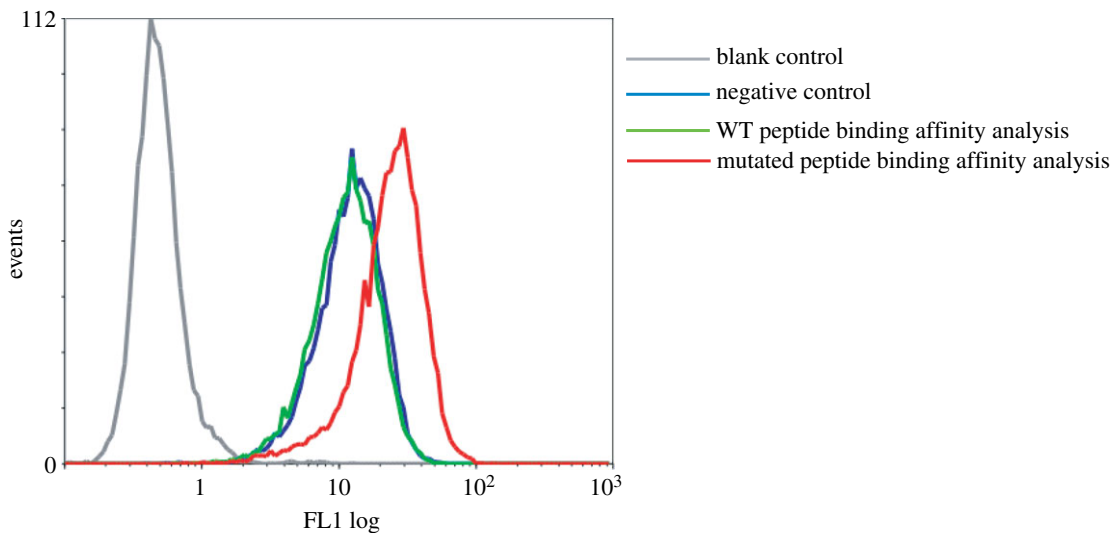 112
events
0
1
10
10²
10³
FL1 log
blank control
negative control
WT peptide binding affinity analysis
mutated peptide binding affinity analysis